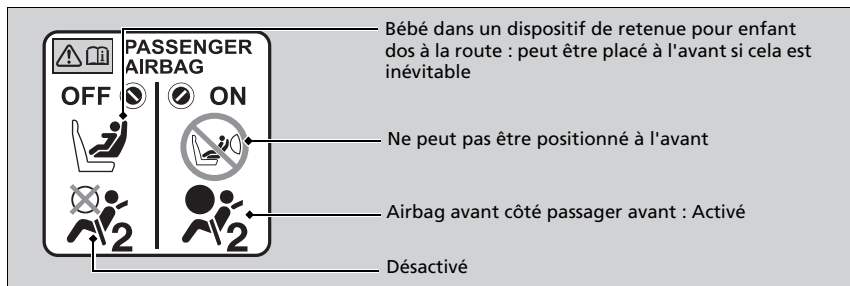 PASSENGER
AIRBAG
OFF
ON
2
2
Bébé dans un dispositif de retenue pour enfant
dos à la route : peut être placé à l'avant si cela est
inévitable
Ne peut pas être positionné à l'avant
Airbag avant côté passager avant : Activé
Désactivé